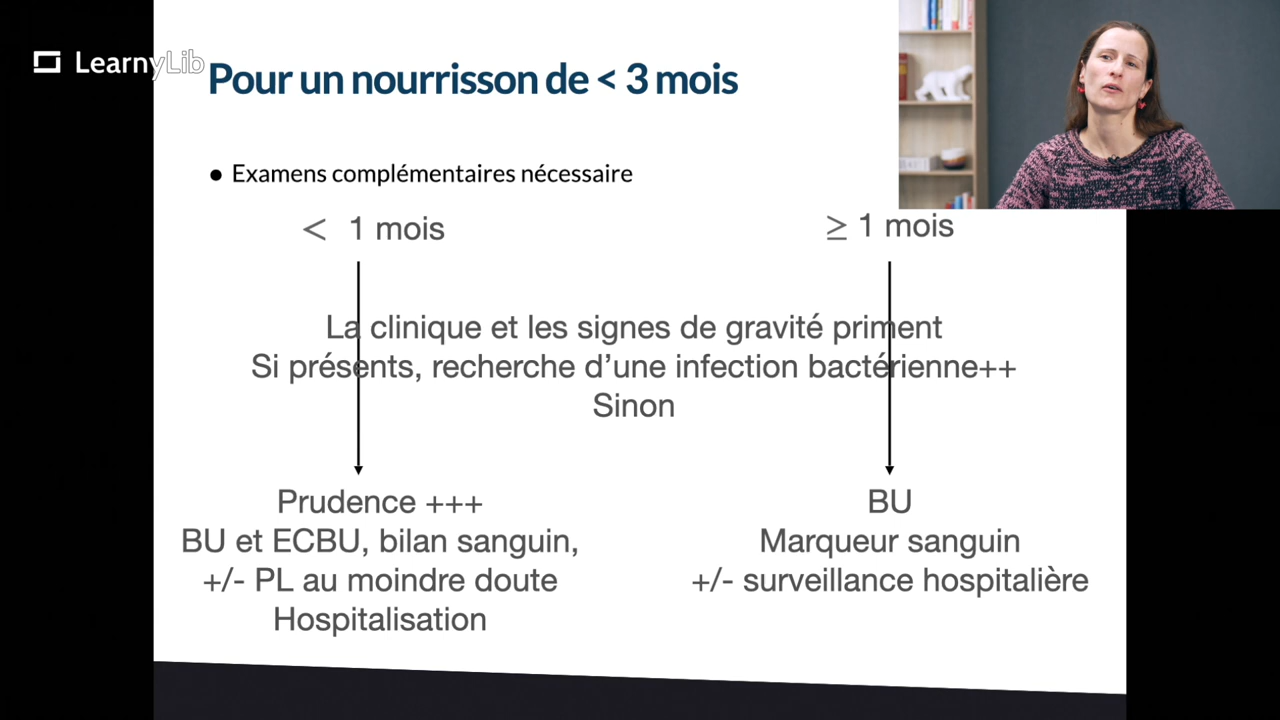 LearnyLib
Pour un nourrisson de < 3 mois
● Examens complémentaires nécessaire
< 1 mois
≥ 1 mois
La clinique et les signes de gravité priment
Si présents, recherche d’une infection bactérienne++
Sinon
Prudence +++
BU et ECBU, bilan sanguin,
+/- PL au moindre doute
Hospitalisation
BU
Marqueur sanguin
+/- surveillance hospitalière